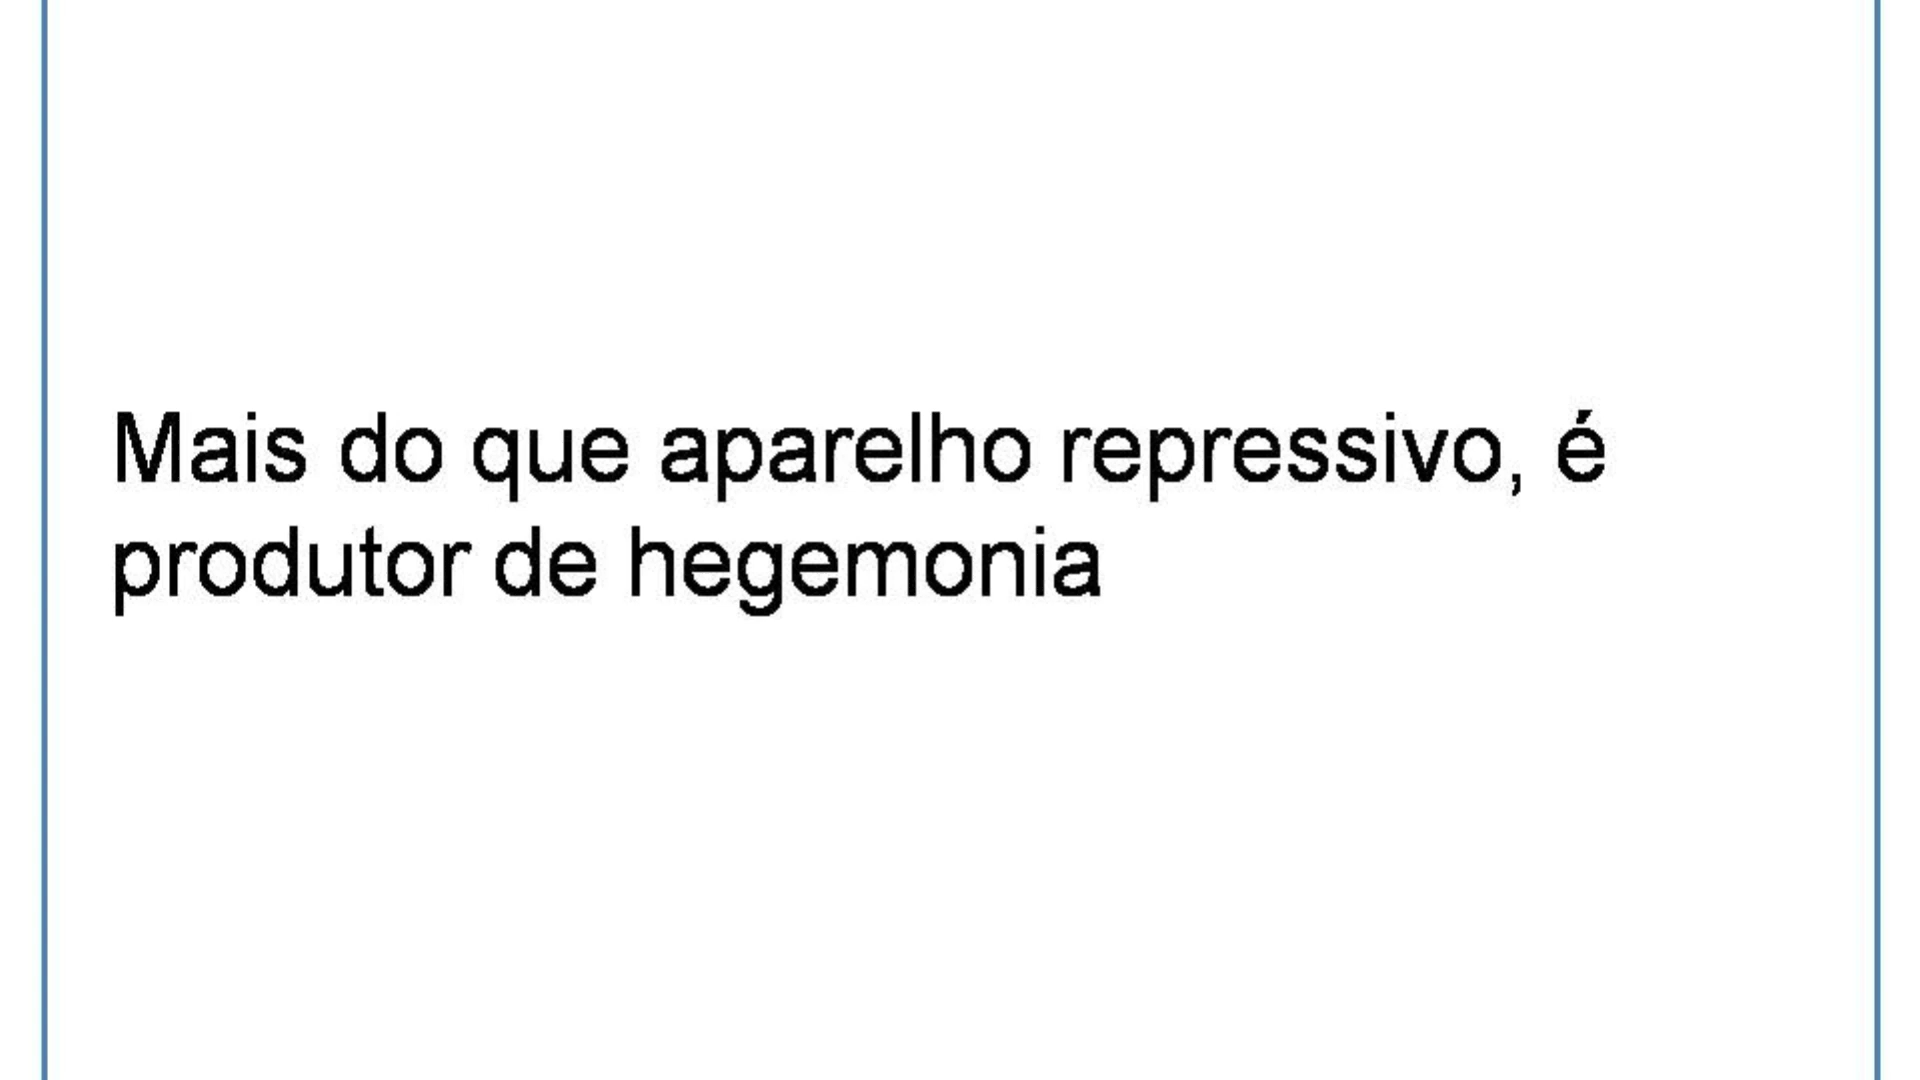 Mais do que aparelho repressivo, é
produtor de hegemonia